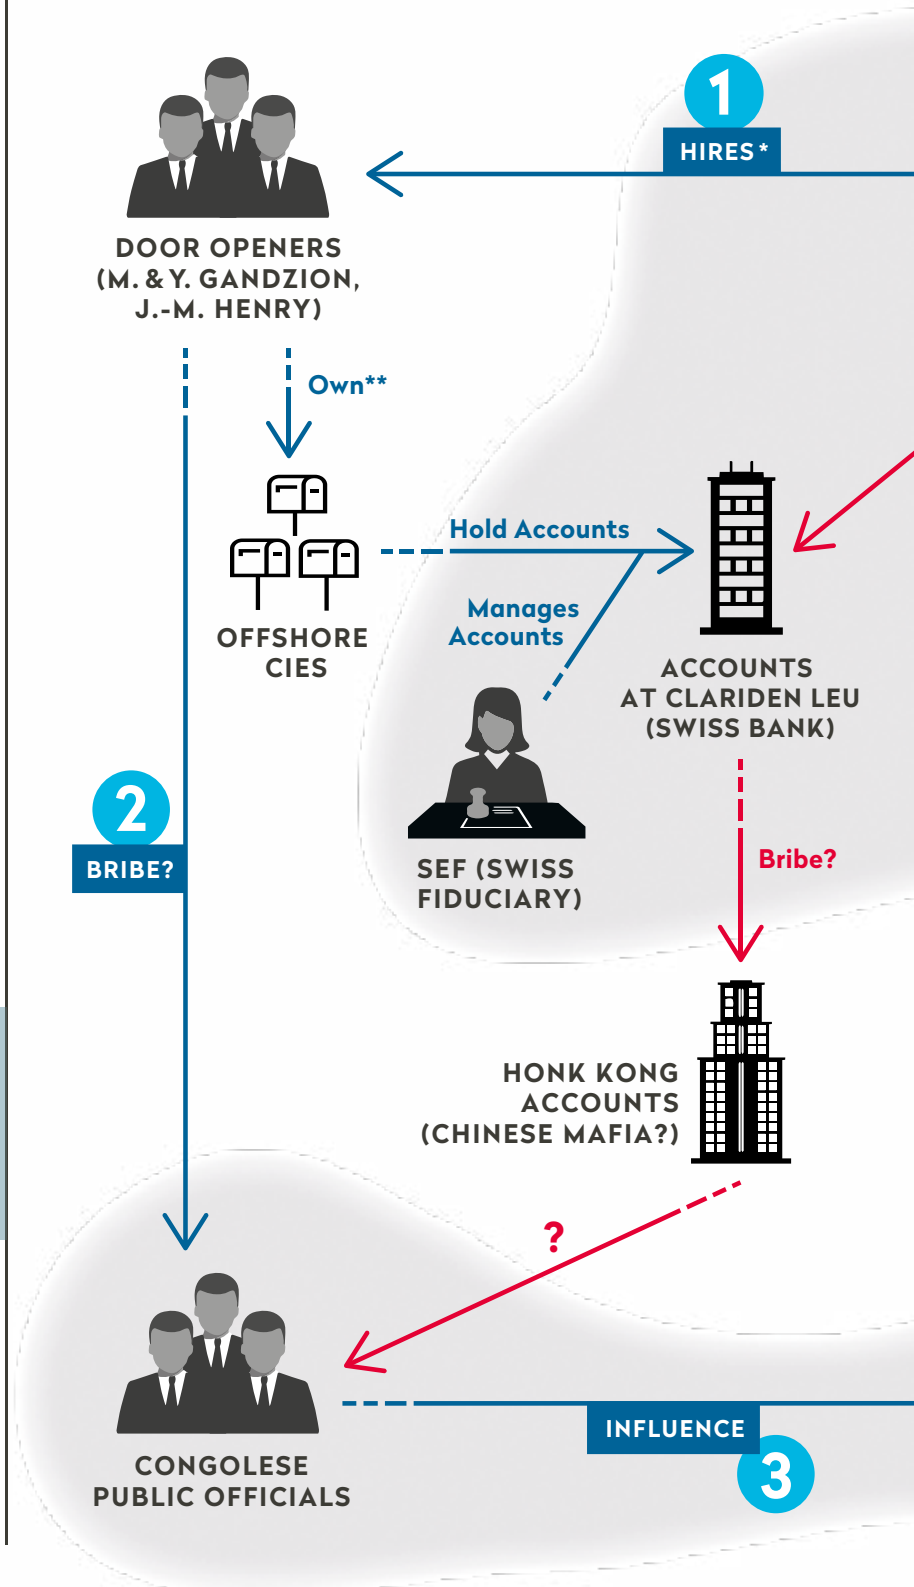 1
HIRES *
DOOR OPENERS
(M. & Y. GANDZION,
J.-M. HENRY)
Own**
Hold Accounts
Manages
Accounts
OFFSHORE
CIES
ACCOUNTS
AT CLARIDEN LEU
(SWISS BANK)
2
BRIBE?
SEF (SWISS
FIDUCIARY)
Bribe?
HONK KONG
ACCOUNTS
(CHINESE MAFIA?)
?
INFLUENCE
3
CONGOLESE
PUBLIC OFFICIALS